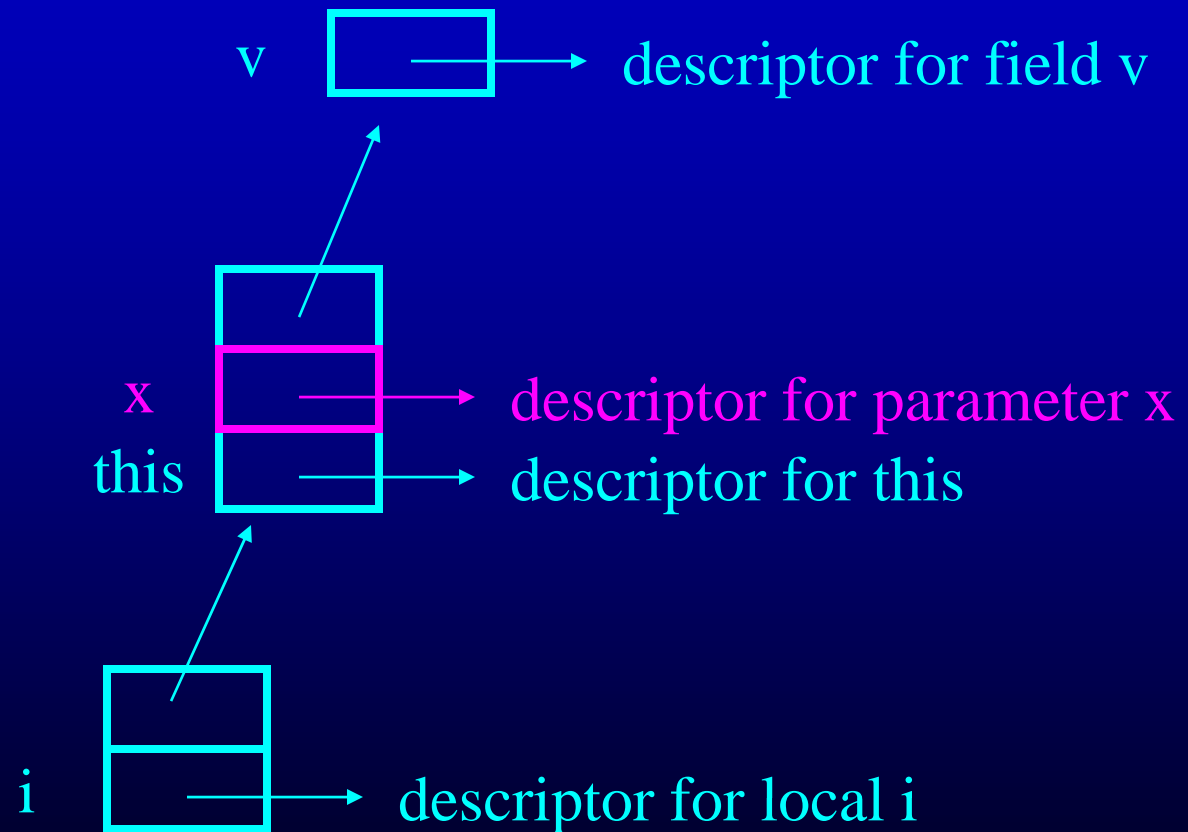 v descriptor for field v
x descriptor for parameter x
this descriptor for this
i descriptor for local i